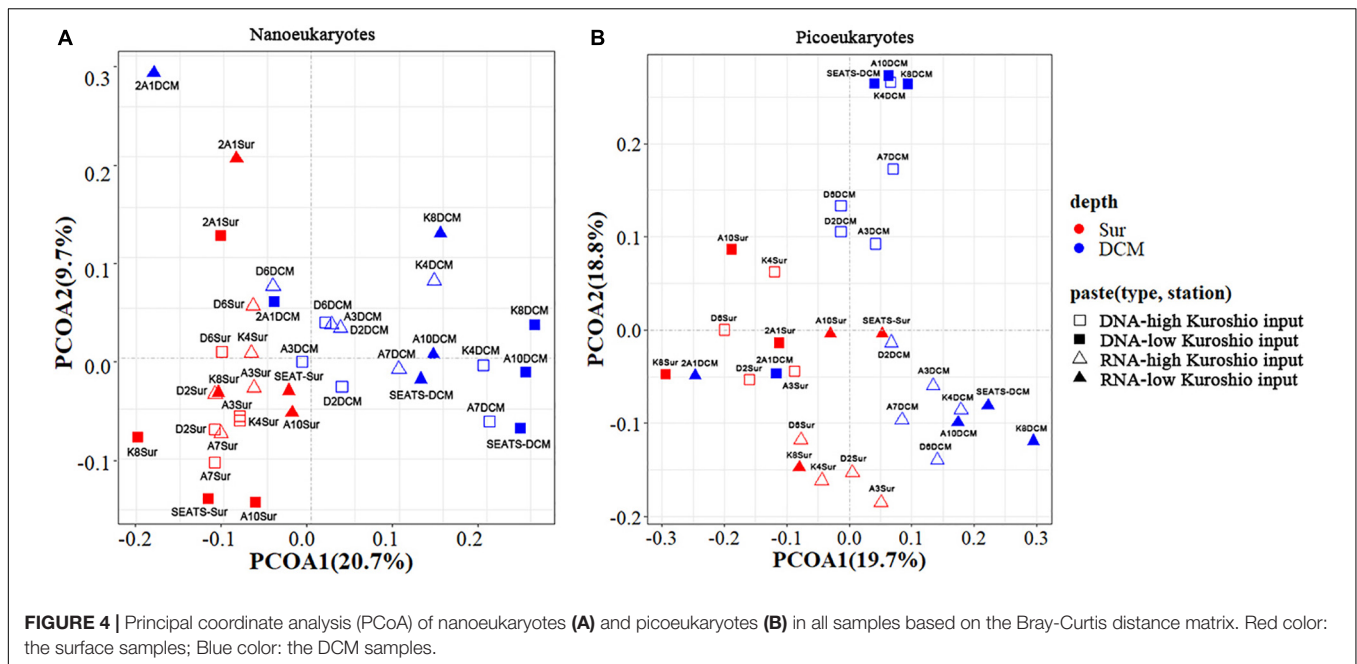 A
Nanoeukaryotes
0.3
0.2
0.1
0.0
-0.1
PCOA2(9.7%)
2A1DCM
2A1Sur
2A1Sur
K8DCM
D6DCM
K4DCM
D6Sur
2A1DCM
D6DCM
A3DCM
D2DCM
K8DCM
D6Sur
K4Sur
A3DCM
A10DCM
A7DCM
K4DCM
A10DCM
K8Sur
A3Sur
SEAT-Sur
SEATS-DCM
D2Sur
D2DCM
A3Sur
K4Sur
A10Sur
D2Sur
A7DCM
A7Sur
K8Sur
SEATS-DCM
A7Sur
SEATS-Sur
A10Sur
-0.2
-0.1
0.0
0.1
0.2
PCOA1(20.7%)
B
Picoeukaryotes
0.2
0.1
0.0
-0.1
-0.2
PCOA2(18.8%)
A10DCM
SEATS-DCM
K8DCM
K4DCM
A7DCM
D6DCM
D2DCM
A3DCM
A10Sur
K4Sur
D6Sur
A10Sur
SEATS-Sur
2A1Sur
D2DCM
K8Sur
2A1DCM
2A1DCM
D2Sur
A3Sur
A3DCM
SEATS-DCM
K4DCM
A7DCM
A10DCM
K8DCM
D6Sur
D6DCM
K8Sur
K4Sur
D2Sur
A3Sur
-0.3
-0.2
-0.1
0.0
0.1
0.2
0.3
PCOA1(19.7%)
depth
Sur
DCM
paste(type, station)
DNA-high Kuroshio input
DNA-low Kuroshio input
RNA-high Kuroshio input
RNA-low Kuroshio input
FIGURE 4 | Principal coordinate analysis (PCoA) of nanoeukaryotes (A) and picoeukaryotes (B) in all samples based on the Bray-Curtis distance matrix. Red color:
the surface samples; Blue color: the DCM samples.